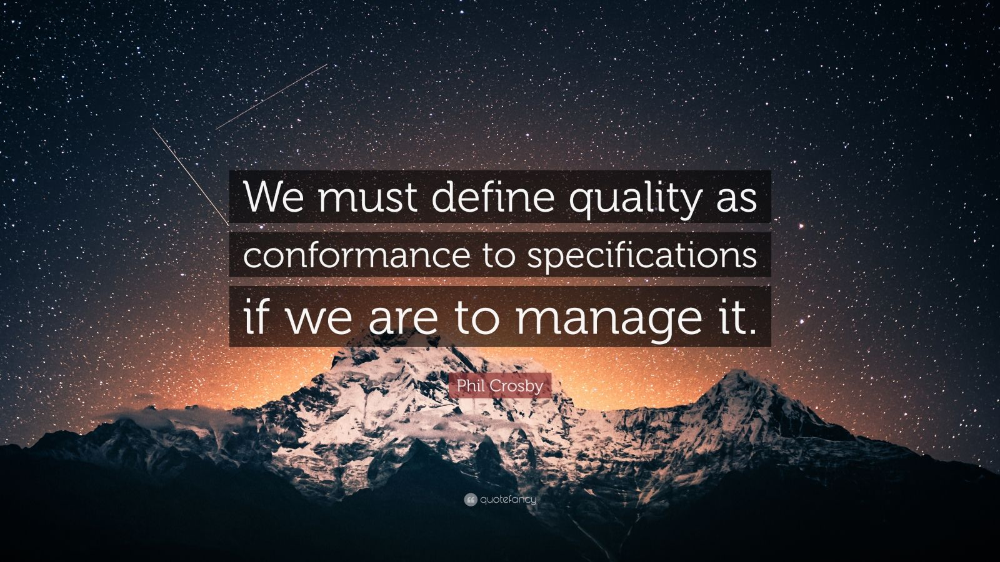 We must define quality as
conformance to specifications
if we are to manage it.
Phil Crosby
quotefancy